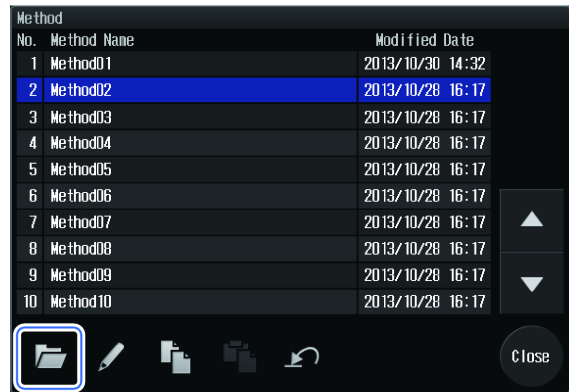 Method
No. Method Name Modified Date
1 Method01 2013/10/30 14:32
2 Method02 2013/10/28 16:17
3 Method03 2013/10/28 16:17
4 Method04 2013/10/28 16:17
5 Method05 2013/10/28 16:17
6 Method06 2013/10/28 16:17
7 Method07 2013/10/28 16:17
8 Method08 2013/10/28 16:17
9 Method09 2013/10/28 16:17
10 Method10 2013/10/28 16:17
Close